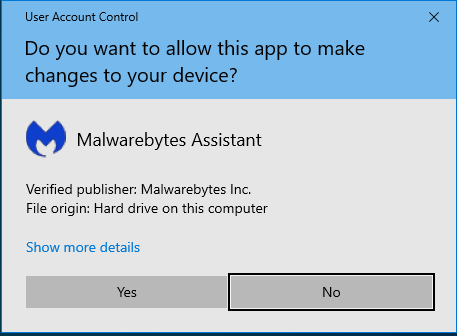 User Account Control
Do you want to allow this app to make
changes to your device?
Malwarebytes Assistant
Verified publisher: Malwarebytes Inc.
File origin: Hard drive on this computer
Show more details
Yes
No